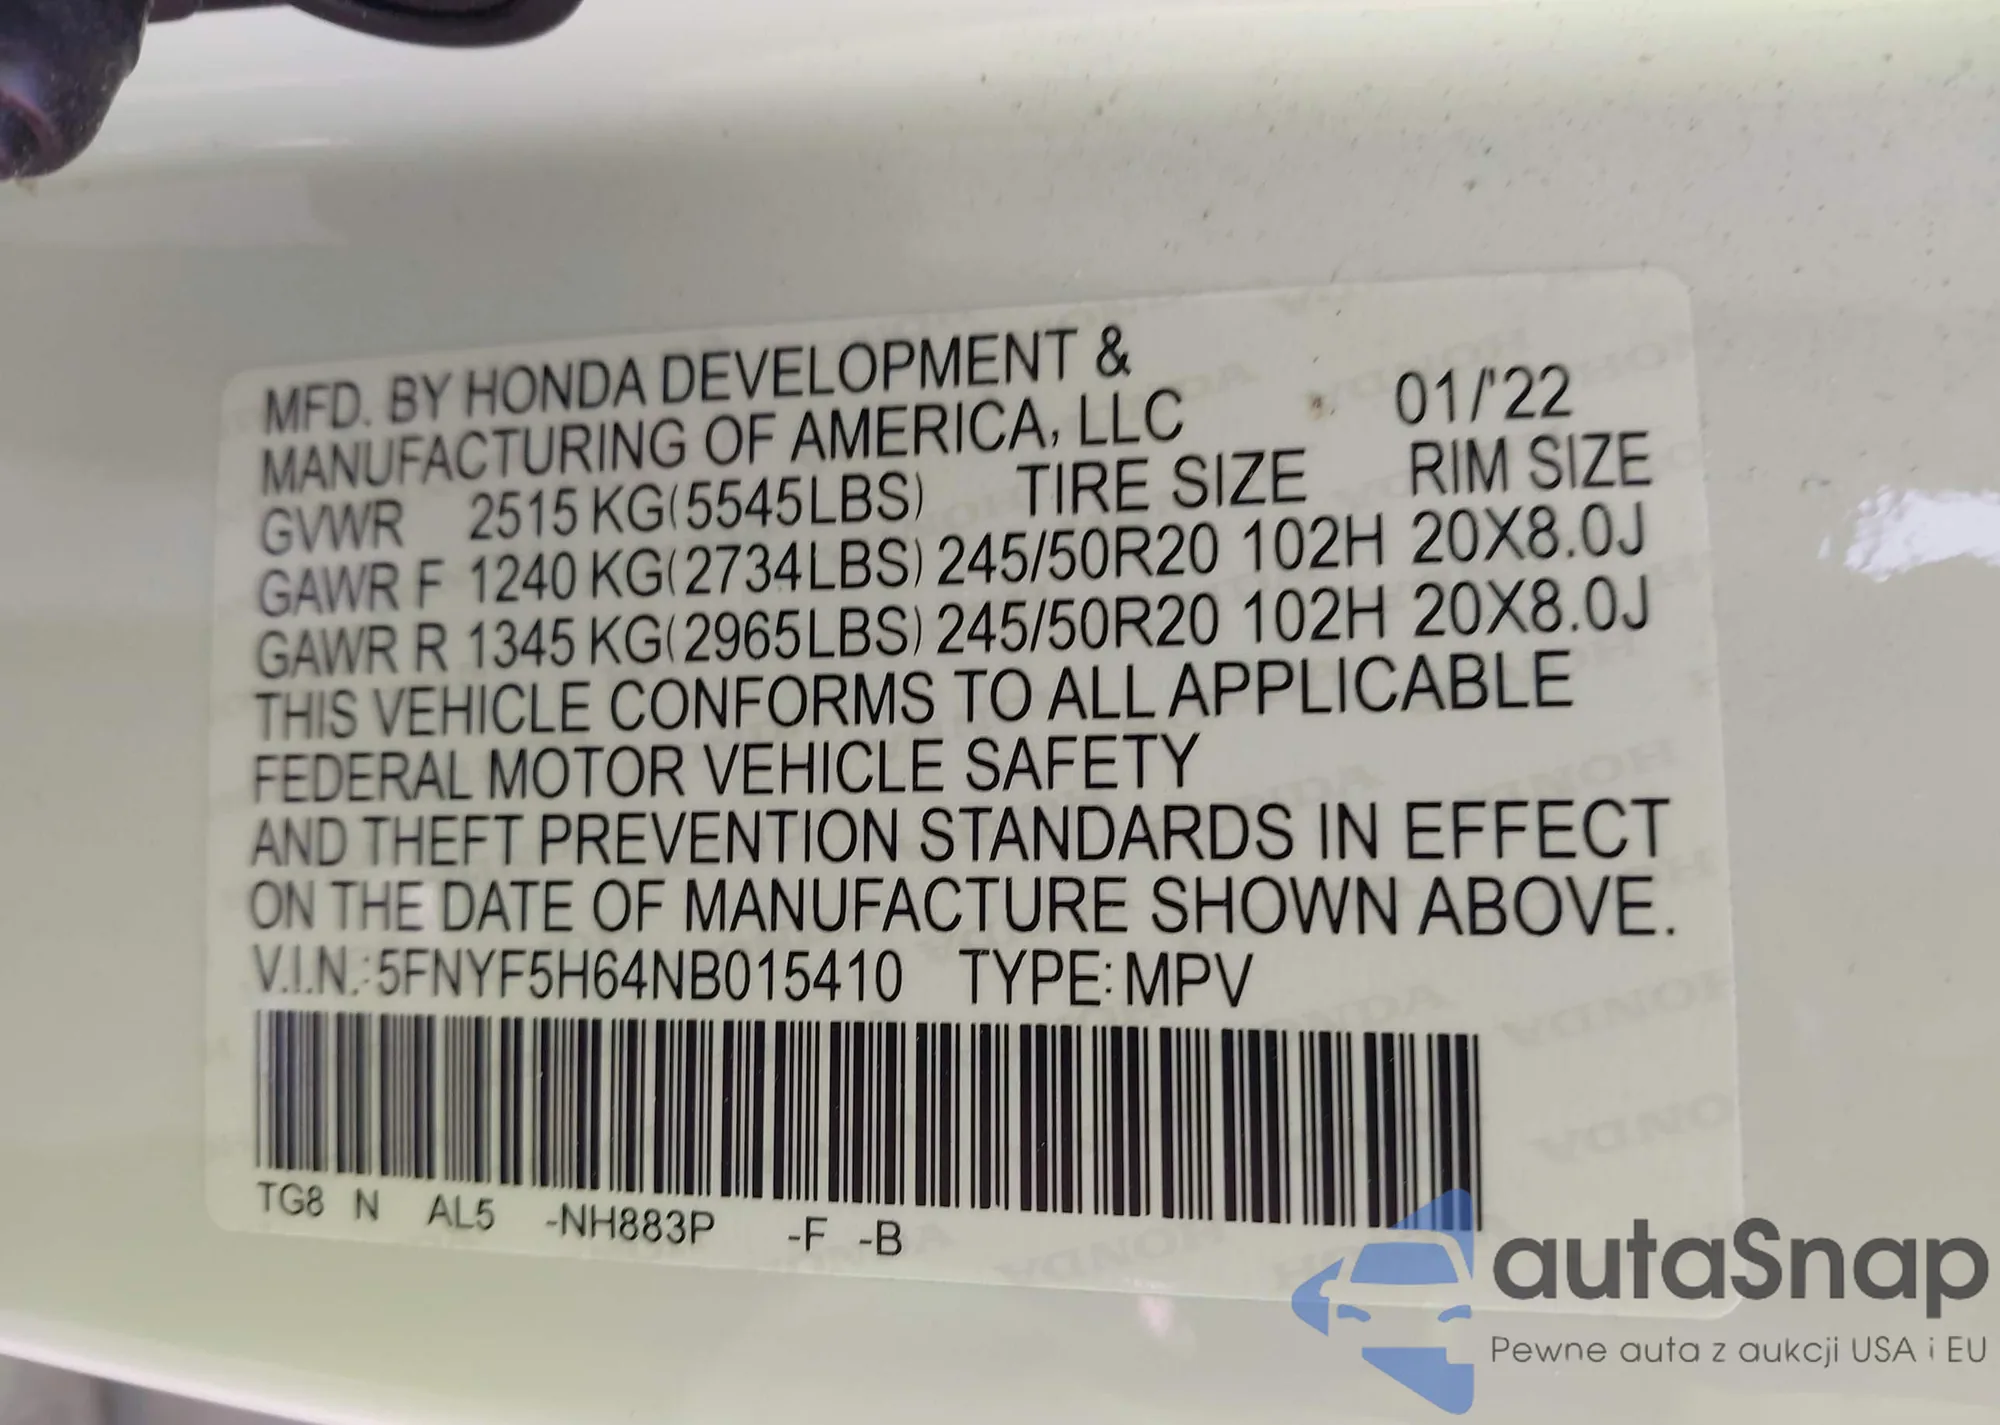 MFD. BY HONDA DEVELOPMENT &
MANUFACTURING OF AMERICA, LLC 01/'22
GVWR 2515 KG(5545LBS) TIRE SIZE RIM SIZE
GAWR F 1240 KG(2734LBS) 245/50R20 102H 20X8.0J
GAWR R 1345 KG(2965LBS) 245/50R20 102H 20X8.0J
THIS VEHICLE CONFORMS TO ALL APPLICABLE
FEDERAL MOTOR VEHICLE SAFETY
AND THEFT PREVENTION STANDARDS IN EFFECT
ON THE DATE OF MANUFACTURE SHOWN ABOVE.
V.I.N.:5FNYF5H64NB015410 TYPE:MPV
TG8 N AL5 -NH883P -F -B
autaSnap
Pewne auta z aukcji USA i EU